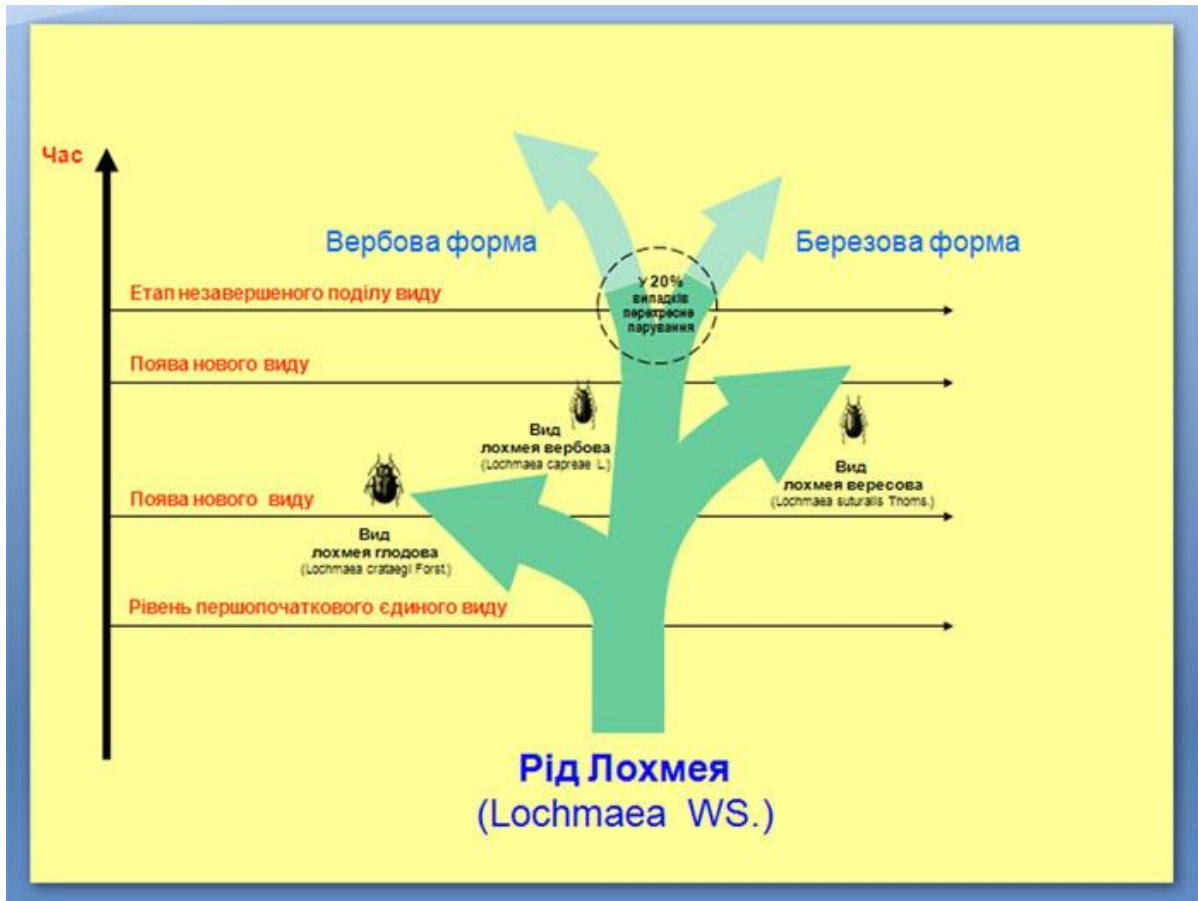 Час
Вербова форма
Березова форма
У 20%
випадків
перехресне
парування
Етап незавершеного поділу виду
Поява нового виду
Вид
лохмея вербова
(Lochmaea capreae L.)
Вид
лохмея вересова
(Lochmaea suturalis Thoms.)
Поява нового виду
Вид
лохмея глодова
(Lochmaea crataegi Forst.)
Рівень першопочаткового єдиного виду
Рід Лохмея
(Lochmaea WS.)